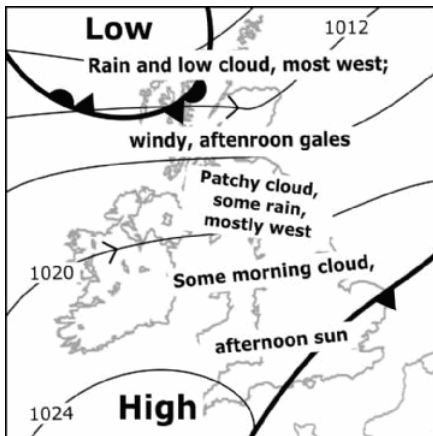 Low
1012
Rain and low cloud, most west;
windy, aftenroon gales
Patchy cloud,
some rain,
mostly west
1020
Some morning cloud,
afternoon sun
1024
High